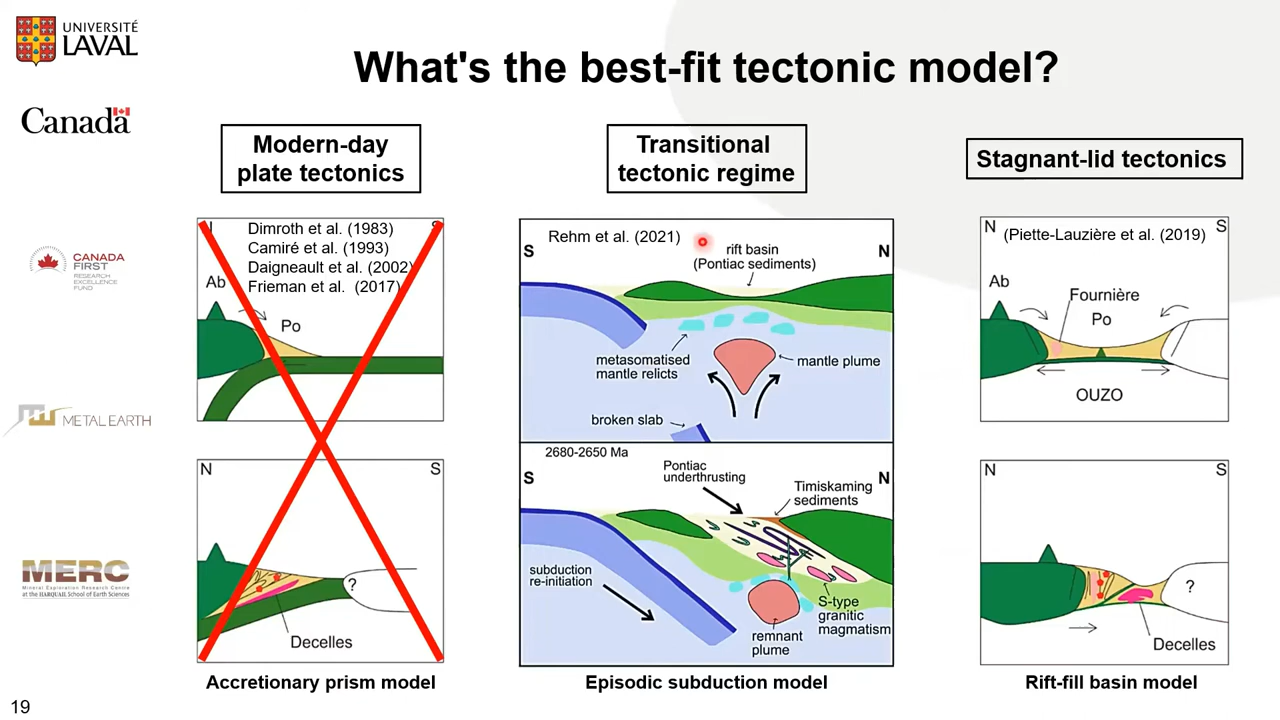 UNIVERSITÉ
LAVAL
What's the best-fit tectonic model?
Canada
CANADA
FIRST
RESEARCH
EXCELLENCE
FUND
METAL EARTH
MERC
Mineral Exploration Research Centre
at the HARQUAIL School of Earth Sciences
Modern-day
plate tectonics
N
S
Dimroth et al. (1983)
Camiré et al. (1993)
Daigneault et al. (2002)
Frieman et al. (2017)
Ab
Po
N
S
?
Decelles
Accretionary prism model
Transitional
tectonic regime
Rehm et al. (2021)
S
N
rift basin
(Pontiac sediments)
metasomatised
mantle relicts
mantle plume
broken slab
2680-2650 Ma
S
N
Pontiac
underthrusting
Timiskaming
sediments
subduction
re-initiation
S-type
granitic
magmatism
remnant
plume
Episodic subduction model
Stagnant-lid tectonics
N
S
(Piette-Lauzière et al. (2019)
Ab
Fournière
Po
OUZO
N
S
?
Decelles
Rift-fill basin model
19